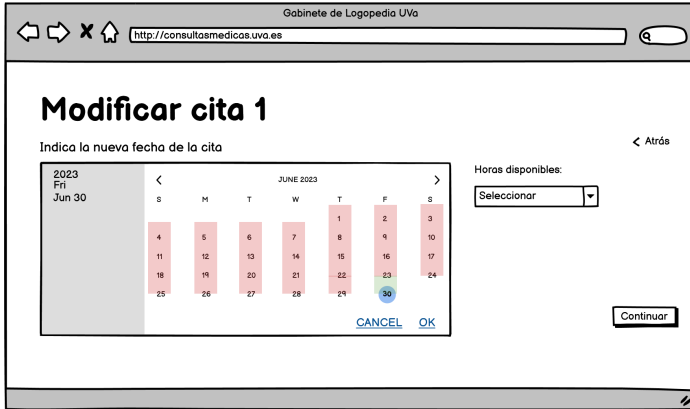 Gabinete de Logopedia UVa
http://consultasmedicas.uva.es
Modificar cita 1
Indica la nueva fecha de la cita
Atrás
2023
Fri
Jun 30
JUNE 2023
S M T W T F S
1 2 3
4 5 6 7 8 9 10
11 12 13 14 15 16 17
18 19 20 21 22 23 24
25 26 27 28 29 30
CANCEL OK
Horas disponibles:
Seleccionar
Continuar